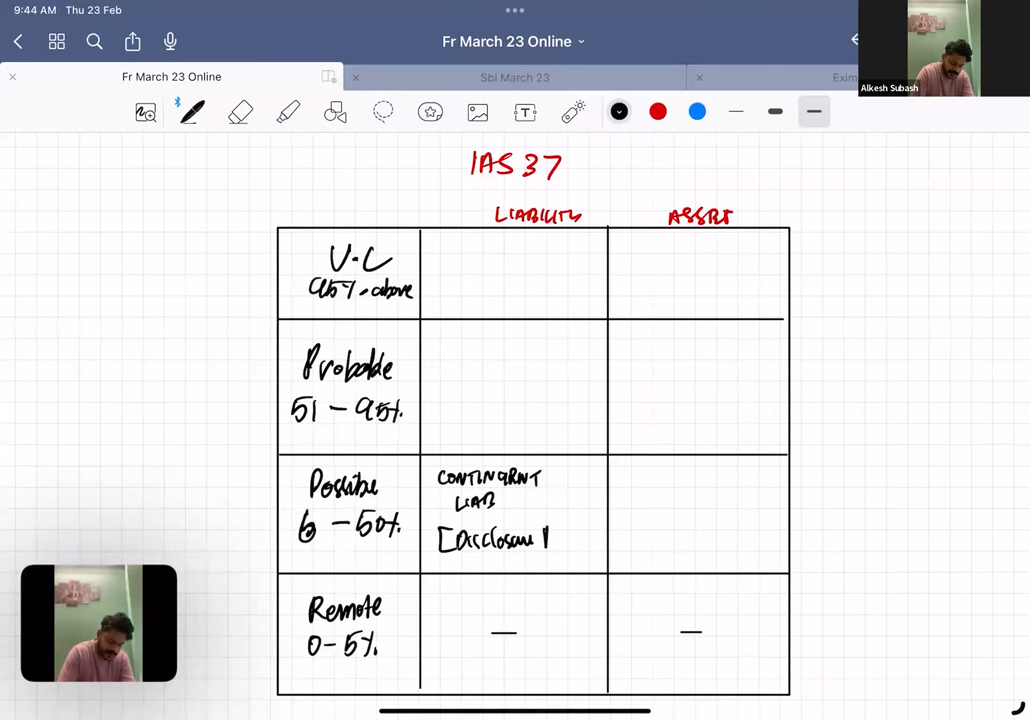 9:44 AM Thu 23 Feb
Fr March 23 Online
Alkesh Subash
Fr March 23 Online
Sbl March 23
Exim
IAS 37
LIABILITY
ASSET
V.C
95% above
Probable
51 - 95%
Possible
6 - 50%
CONTINGENT
LIAB
[Disclosure]
Remote
0 - 5%
—
—